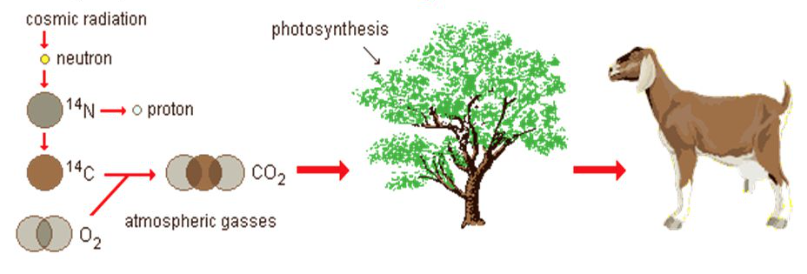 cosmic radiation
neutron
photosynthesis
¹⁴N
proton
¹⁴C
CO₂
atmospheric gasses
O₂